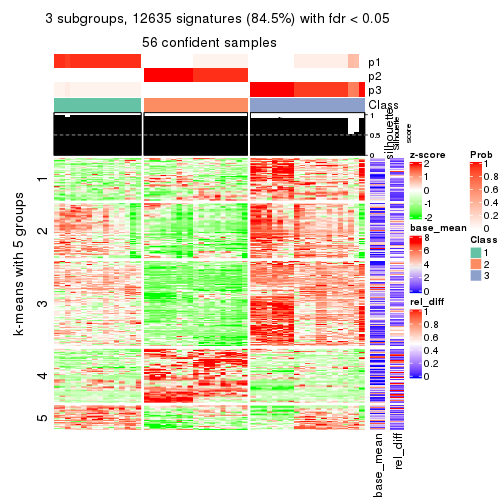 3 subgroups, 12635 signatures (84.5%) with fdr < 0.05
56 confident samples
p1
p2
p3
Class
1
0.5
0
silhouette
Silhouette
score
k-means with 5 groups
1
2
3
4
5
base_mean
rel_diff
z-score
2
1
0
-1
-2
base_mean
8
6
4
2
0
rel_diff
1
0.8
0.6
0.4
0.2
0
Prob
1
0.8
0.6
0.4
0.2
0
Class
1
2
3